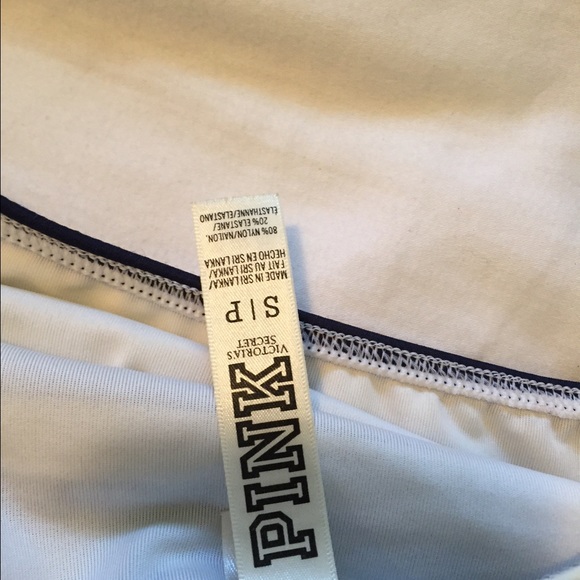 PINK
VICTORIA'S
SECRET
S | P
MADE IN SRI LANKA/
FAIT AU SRI LANKA/
HECHO EN SRI LANKA
80% NYLON/NAILON,
20% ELASTANE/
ELASTHANNE/ELASTANO